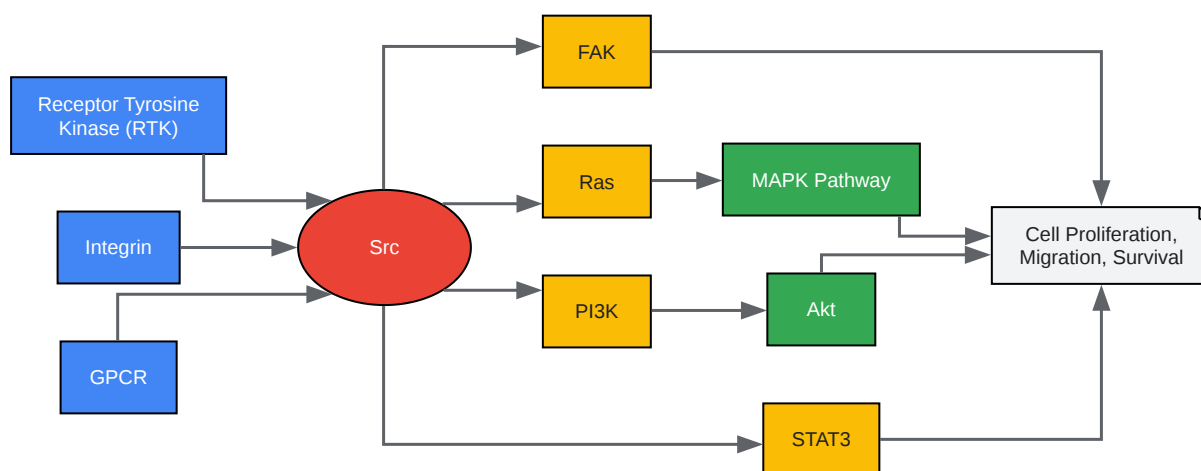 FAK
Receptor Tyrosine
Kinase (RTK)
Ras
MAPK Pathway
Integrin
Src
Cell Proliferation,
Migration, Survival
PI3K
Akt
GPCR
STAT3